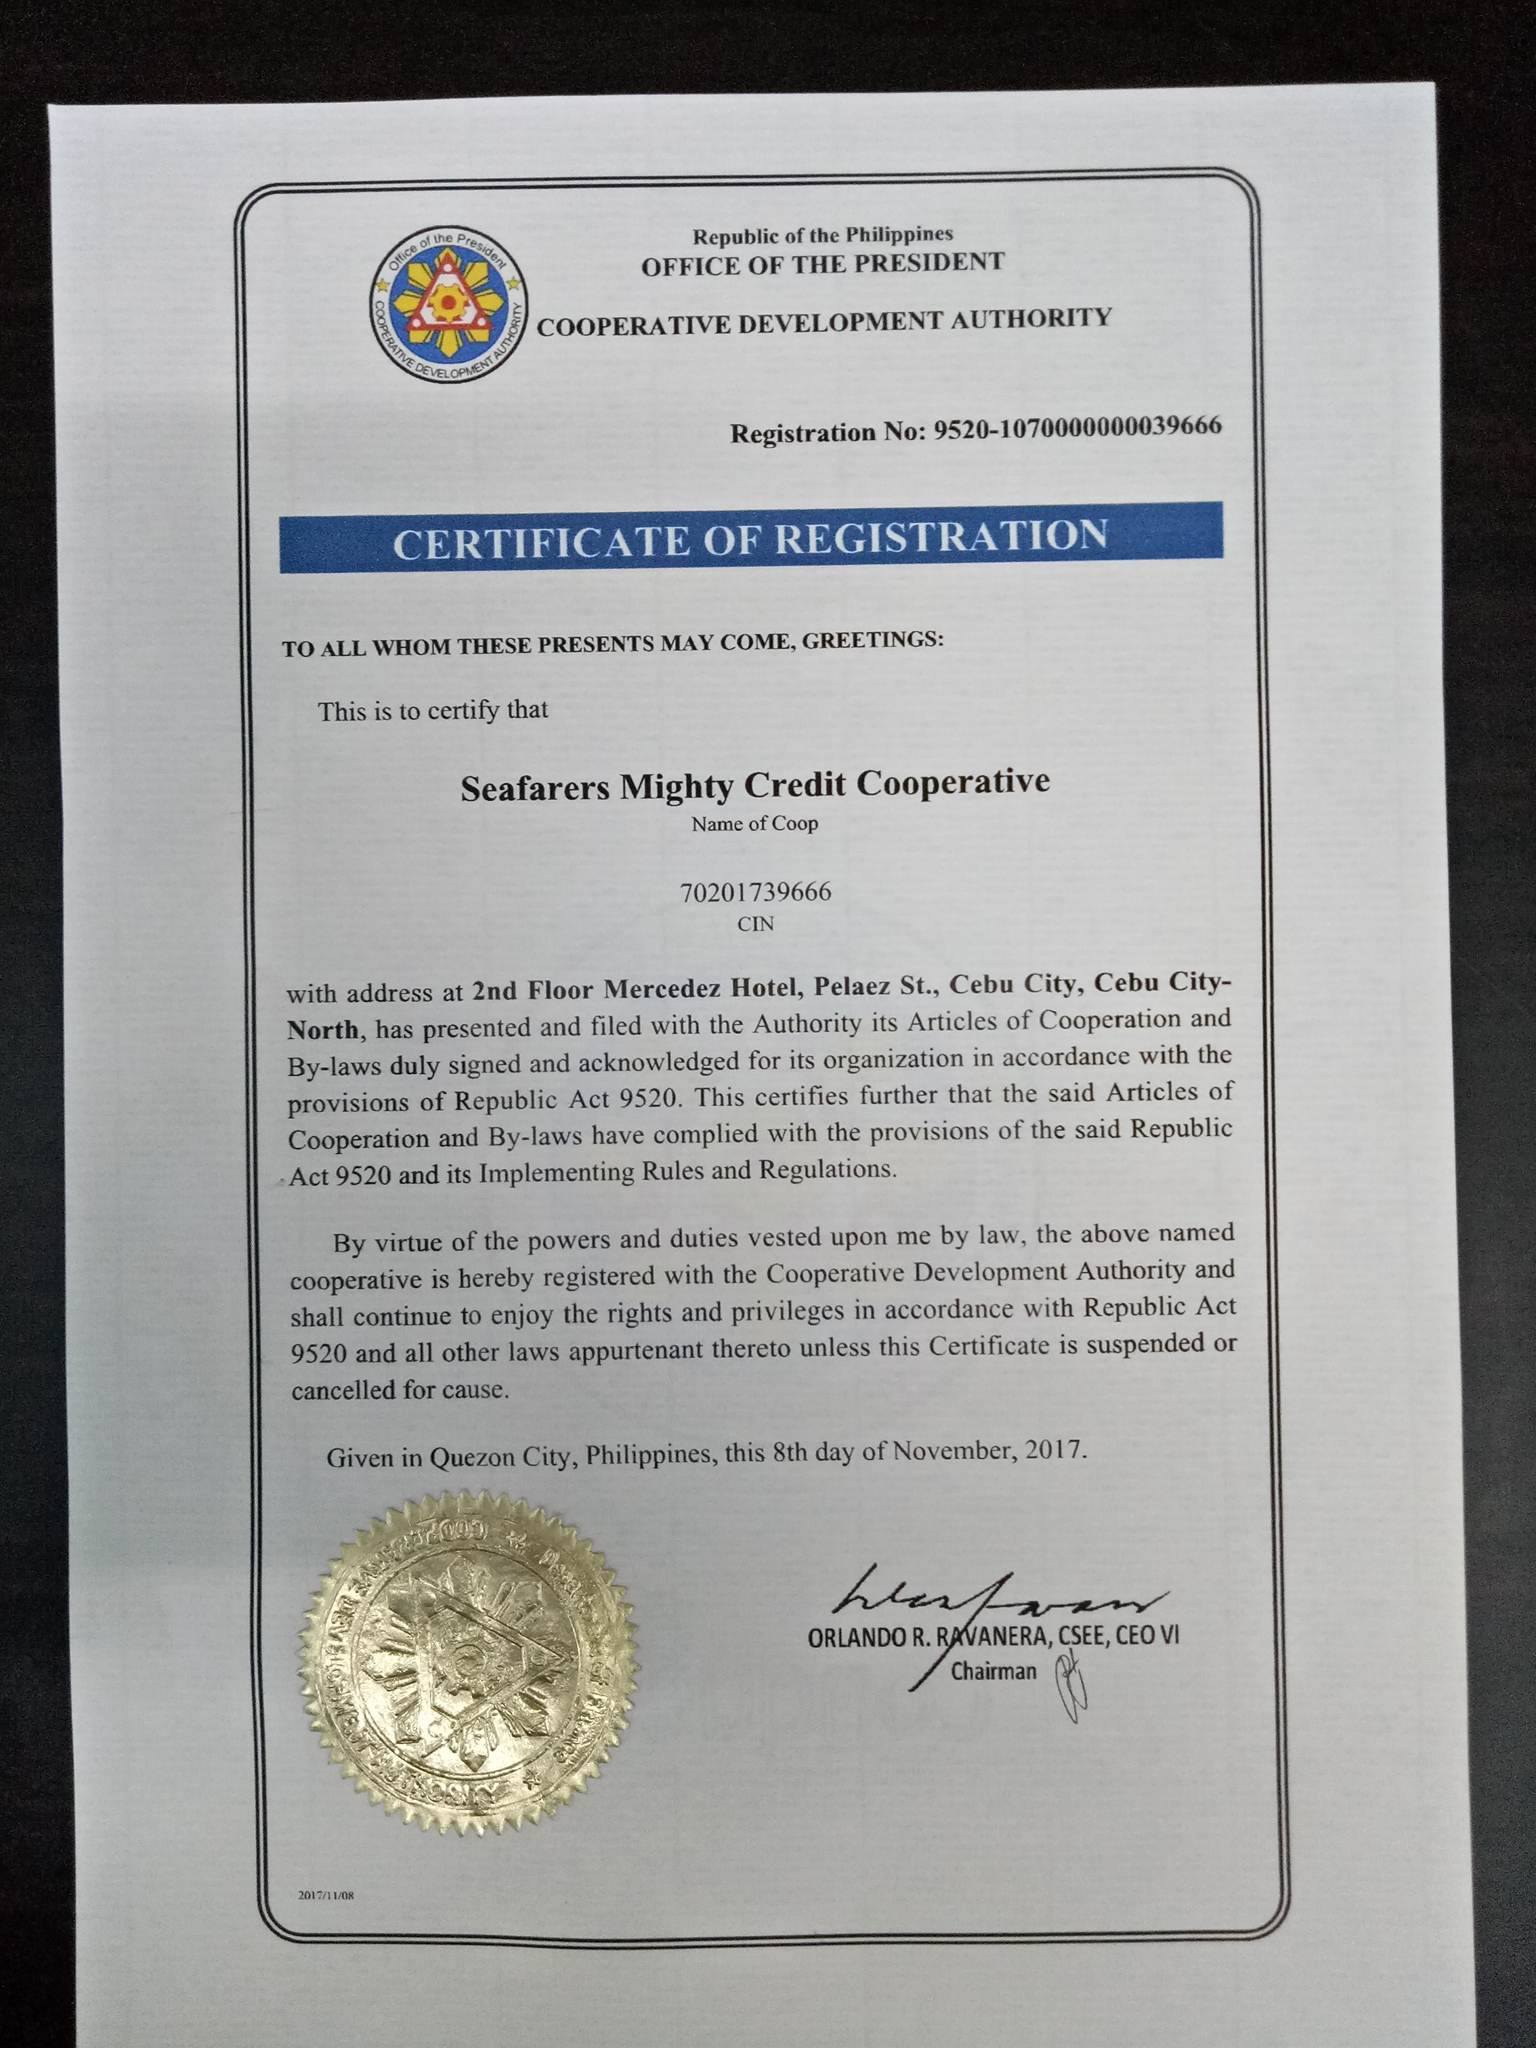 Office of the President
COOPERATIVE DEVELOPMENT AUTHORITY
Republic of the Philippines
OFFICE OF THE PRESIDENT
COOPERATIVE DEVELOPMENT AUTHORITY
Registration No: 9520-1070000000039666
CERTIFICATE OF REGISTRATION
TO ALL WHOM THESE PRESENTS MAY COME, GREETINGS:
This is to certify that
Seafarers Mighty Credit Cooperative
Name of Coop
70201739666
CIN
with address at 2nd Floor Mercedez Hotel, Pelaez St., Cebu City, Cebu City-
North, has presented and filed with the Authority its Articles of Cooperation and
By-laws duly signed and acknowledged for its organization in accordance with the
provisions of Republic Act 9520. This certifies further that the said Articles of
Cooperation and By-laws have complied with the provisions of the said Republic
Act 9520 and its Implementing Rules and Regulations.
By virtue of the powers and duties vested upon me by law, the above named
cooperative is hereby registered with the Cooperative Development Authority and
shall continue to enjoy the rights and privileges in accordance with Republic Act
9520 and all other laws appurtenant thereto unless this Certificate is suspended or
cancelled for cause.
Given in Quezon City, Philippines, this 8th day of November, 2017.
ORLANDO R. RAVANERA, CSEE, CEO VI
Chairman
2017/11/08